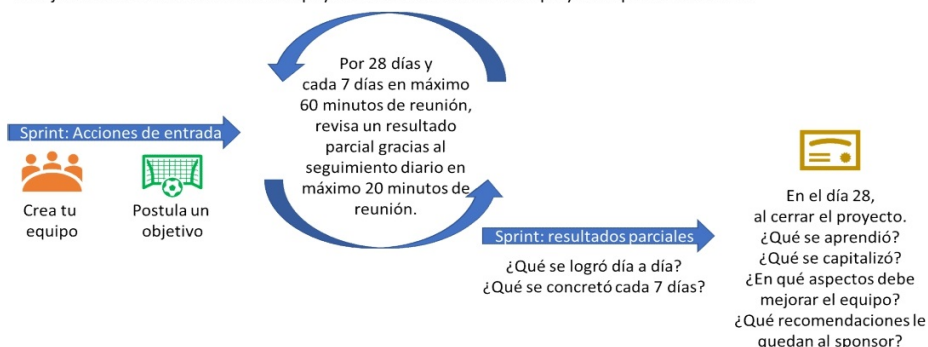 Sprint: Acciones de entrada
Crea tu
equipo
Postula un
objetivo
Por 28 días y
cada 7 días en máximo
60 minutos de reunión,
revisa un resultado
parcial gracias al
seguimiento diario en
máximo 20 minutos de
reunión.
Sprint: resultados parciales
¿Qué se logró día a día?
¿Qué se concretó cada 7 días?
En el día 28,
al cerrar el proyecto.
¿Qué se aprendió?
¿Qué se capitalizó?
¿En qué aspectos debe
mejorar el equipo?
¿Qué recomendaciones le
quedan al sponsor?